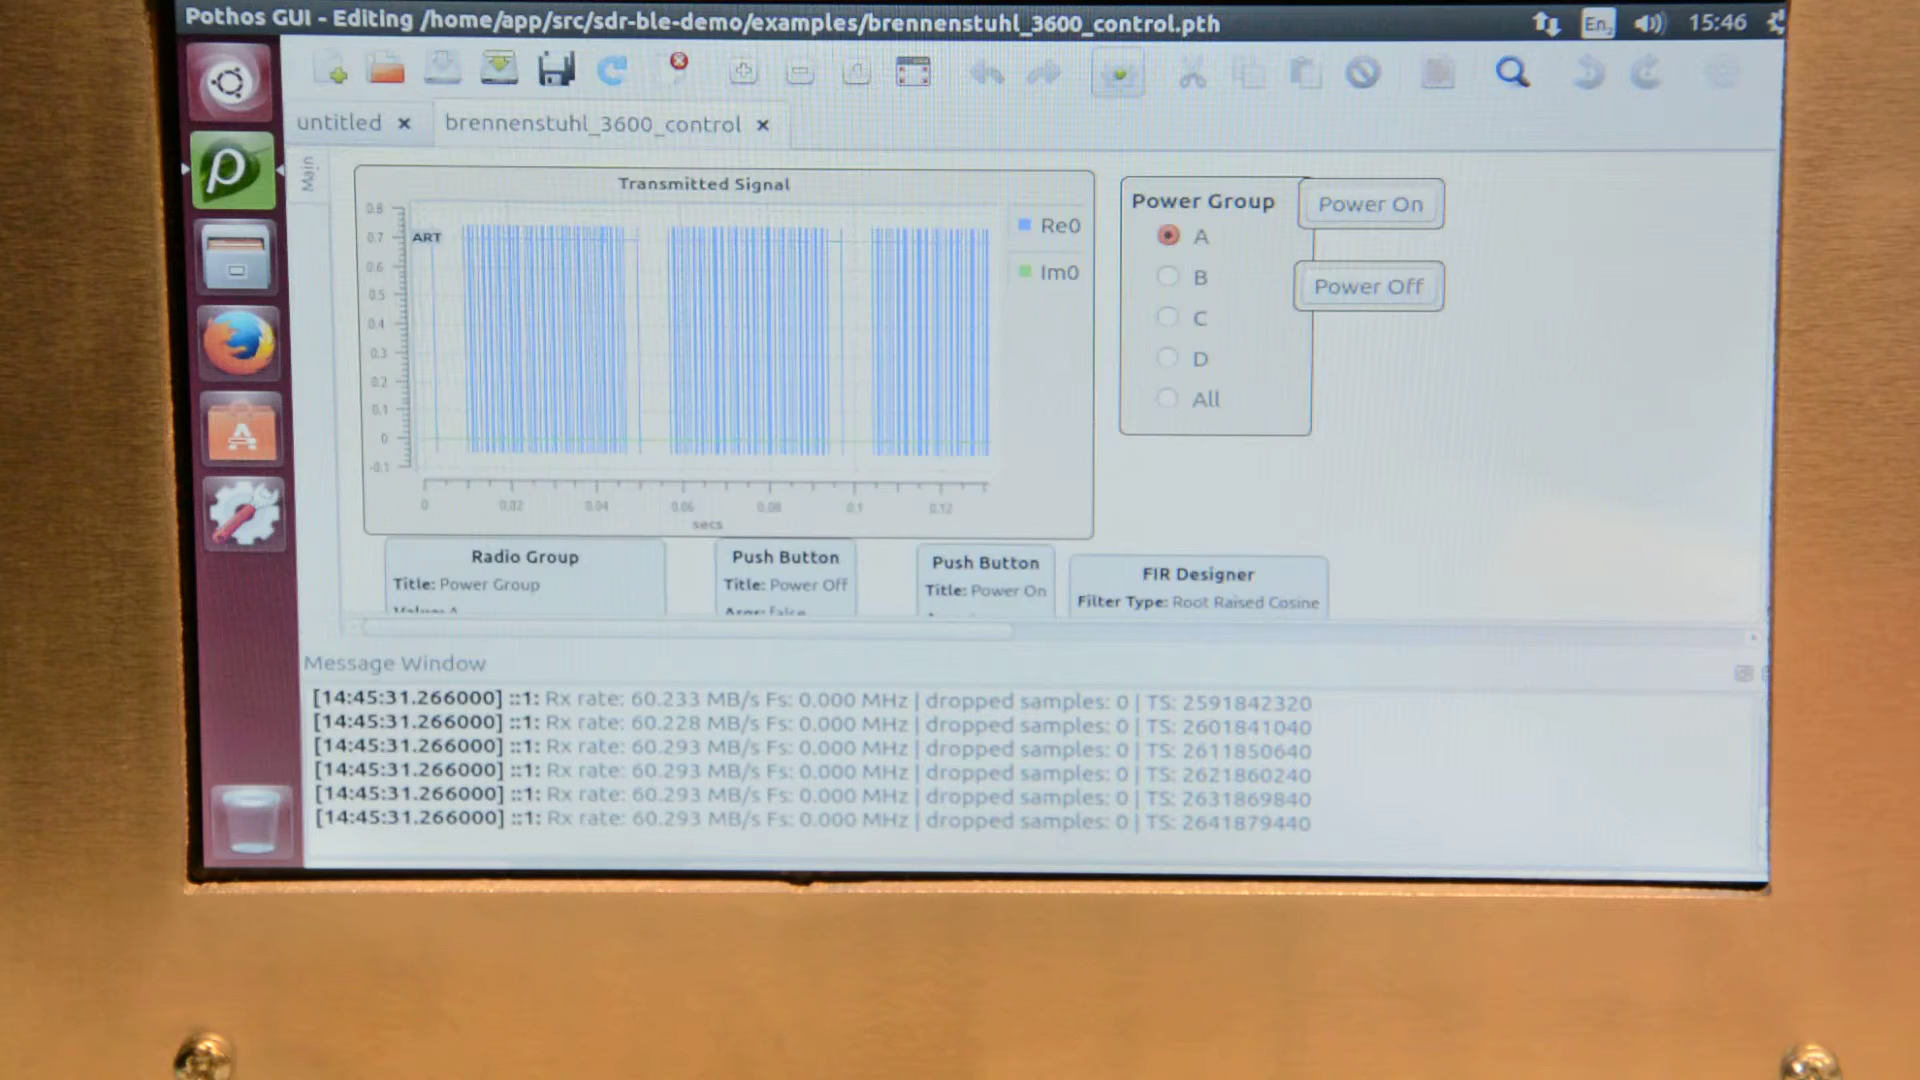 Pothos GUI - Editing /home/app/src/sdr-ble-demo/examples/brennenstuhl_3600_control.pth
En
15:46
untitled
brennenstuhl_3600_control
Main
Transmitted Signal
0.8
0.7
0.6
0.5
0.4
0.3
0.2
0.1
0
-0.1
ART
Re0
Im0
0 0.02 0.04 0.06 0.08 0.1 0.12
secs
Power Group
A
B
C
D
All
Power On
Power Off
Radio Group
Title: Power Group
Value: A
Push Button
Title: Power Off
Args: False
Push Button
Title: Power On
FIR Designer
Filter Type: Root Raised Cosine
Message Window
[14:45:31.266000] ::1: Rx rate: 60.233 MB/s Fs: 0.000 MHz | dropped samples: 0 | TS: 2591842320
[14:45:31.266000] ::1: Rx rate: 60.228 MB/s Fs: 0.000 MHz | dropped samples: 0 | TS: 2601841040
[14:45:31.266000] ::1: Rx rate: 60.293 MB/s Fs: 0.000 MHz | dropped samples: 0 | TS: 2611850640
[14:45:31.266000] ::1: Rx rate: 60.293 MB/s Fs: 0.000 MHz | dropped samples: 0 | TS: 2621860240
[14:45:31.266000] ::1: Rx rate: 60.293 MB/s Fs: 0.000 MHz | dropped samples: 0 | TS: 2631869840
[14:45:31.266000] ::1: Rx rate: 60.293 MB/s Fs: 0.000 MHz | dropped samples: 0 | TS: 2641879440